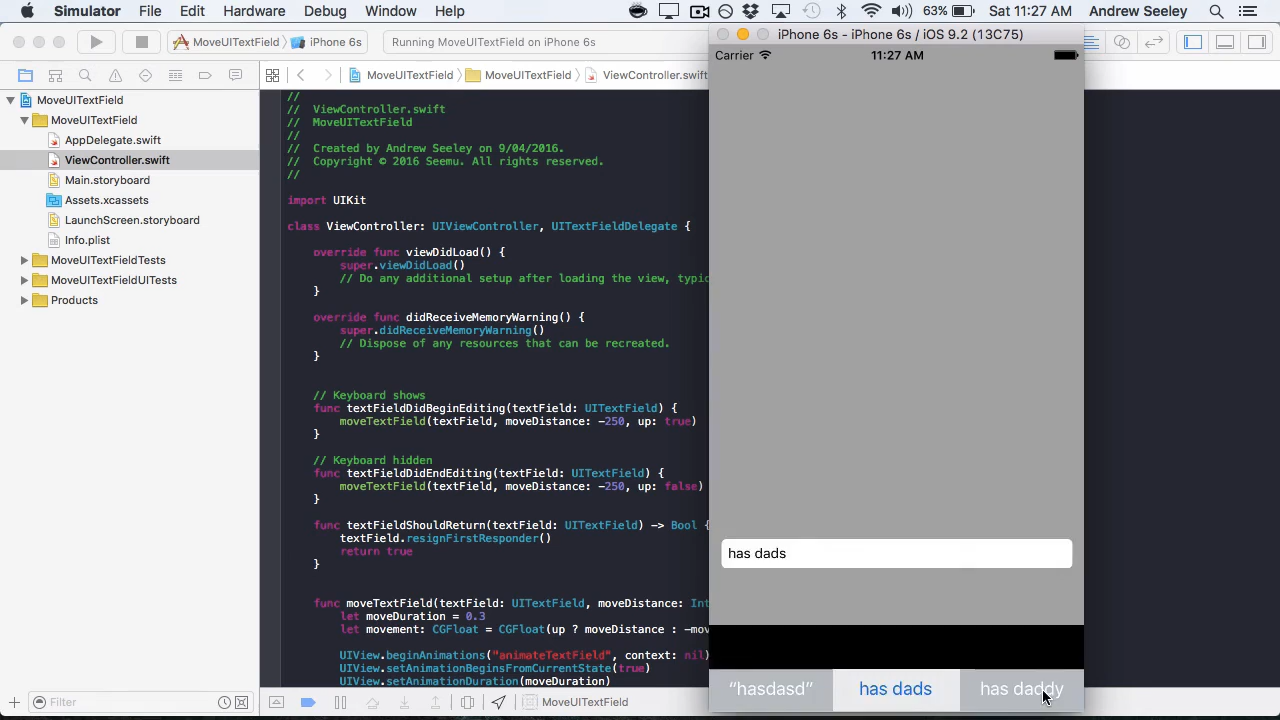 Simulator File Edit Hardware Debug Window Help 63% Sat 11:27 AM Andrew Seeley
MoveUITextField iPhone 6s Running MoveUITextField on iPhone 6s
iPhone 6s - iPhone 6s / iOS 9.2 (13C75)
Carrier 11:27 AM
MoveUITextField MoveUITextField ViewController.swift
MoveUITextField
MoveUITextField
AppDelegate.swift
ViewController.swift
Main.storyboard
Assets.xcassets
LaunchScreen.storyboard
Info.plist
MoveUITextFieldTests
MoveUITextFieldUITests
Products
Filter
//
// ViewController.swift
// MoveUITextField
//
// Created by Andrew Seeley on 9/04/2016.
// Copyright © 2016 Seemu. All rights reserved.
//
import UIKit
class ViewController: UIViewController, UITextFieldDelegate {
override func viewDidLoad() {
super.viewDidLoad()
// Do any additional setup after loading the view, typic
}
override func didReceiveMemoryWarning() {
super.didReceiveMemoryWarning()
// Dispose of any resources that can be recreated.
}
// Keyboard shows
func textFieldDidBeginEditing(textField: UITextField) {
moveTextField(textField, moveDistance: -250, up: true)
}
// Keyboard hidden
func textFieldDidEndEditing(textField: UITextField) {
moveTextField(textField, moveDistance: -250, up: false)
}
func textFieldShouldReturn(textField: UITextField) -> Bool {
textField.resignFirstResponder()
return true
}
func moveTextField(textField: UITextField, moveDistance: Int
let moveDuration = 0.3
let movement: CGFloat = CGFloat(up ? moveDistance : -mov
UIView.beginAnimations("animateTextField", context: nil)
UIView.setAnimationBeginsFromCurrentState(true)
UIView.setAnimationDuration(moveDuration)
MoveUITextField
has dads
“hasdasd” has dads has daddy